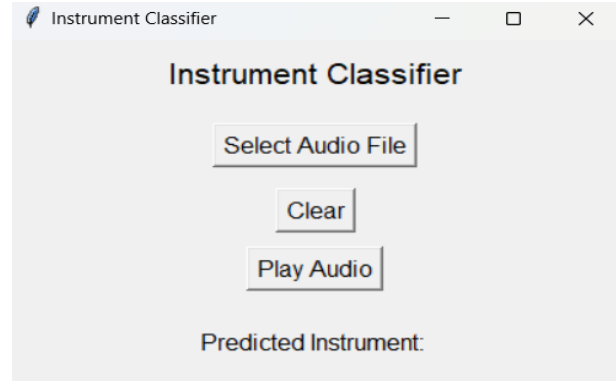 Instrument Classifier
Instrument Classifier
Select Audio File
Clear
Play Audio
Predicted Instrument: